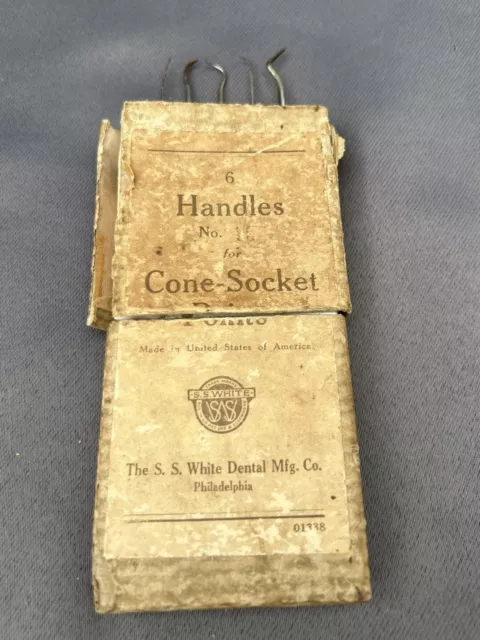 6
Handles
No.
for
Cone-Socket
Points
Made in United States of America
S.S.WHITE
The S. S. White Dental Mfg. Co.
Philadelphia
01338